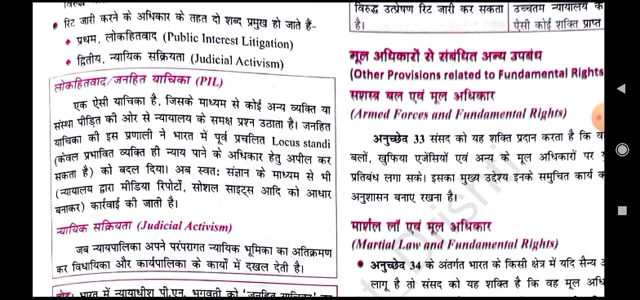 • रिट जारी करने के अधिकार के तहत दो शब्द प्रमुख हो जाते हैं-
• प्रथम, लोकहितवाद (Public Interest Litigation)
• द्वितीय, न्यायिक सक्रियता (Judicial Activism)
लोकहितवाद/जनहित याचिका (PIL)
एक ऐसी याचिका है, जिसके माध्यम से कोई अन्य व्यक्ति या
संस्था पीड़ित की ओर से न्यायालय के समक्ष प्रश्न उठाता है। जनहित
याचिका की इस प्रणाली ने भारत में पूर्व प्रचलित Locus standi
(केवल प्रभावित व्यक्ति ही न्याय पाने के अधिकार हेतु अपील कर
सकता है) को बदल दिया। अब स्वतः संज्ञान के माध्यम से भी
(न्यायालय द्वारा मीडिया रिपोर्टो, सोशल साइट्स आदि को आधार
बनाकर) कार्रवाई की जाती है।
न्यायिक सक्रियता (Judicial Activism)
जब न्यायपालिका अपने परंपरागत न्यायिक भूमिका का अतिक्रमण
कर विधायिका और कार्यपालिका के कार्यों में दखल देती है।
भारत में न्यायाधीश पी.एन. भगवती को
विरुद्ध उत्प्रेषण रिट जारी कर सकता
है।
उच्चतम न्यायालय के
ऐसी कोई शक्ति प्राप्त
मूल अधिकारों से संबंधित अन्य उपबंध
(Other Provisions related to Fundamental Rights
सशस्त्र बल एवं मूल अधिकार
(Armed Forces and Fundamental Rights)
अनुच्छेद 33 संसद को यह शक्ति प्रदान करता है कि व
बलों, खुफिया एजेंसियों एवं अन्य के मूल अधिकारों पर
प्रतिबंध लगा सके। इसका मुख्य उद्देश्य इनके समुचित कार्य क
अनुशासन बनाए रखना है।
मार्शल लॉ एवं मूल अधिकार
(Martial Law and Fundamental Rights)
• अनुच्छेद 34 के अंतर्गत भारत के किसी क्षेत्र में यदि सैन्य
लागू है तो संसद को यह शक्ति है कि वह मूल अधि